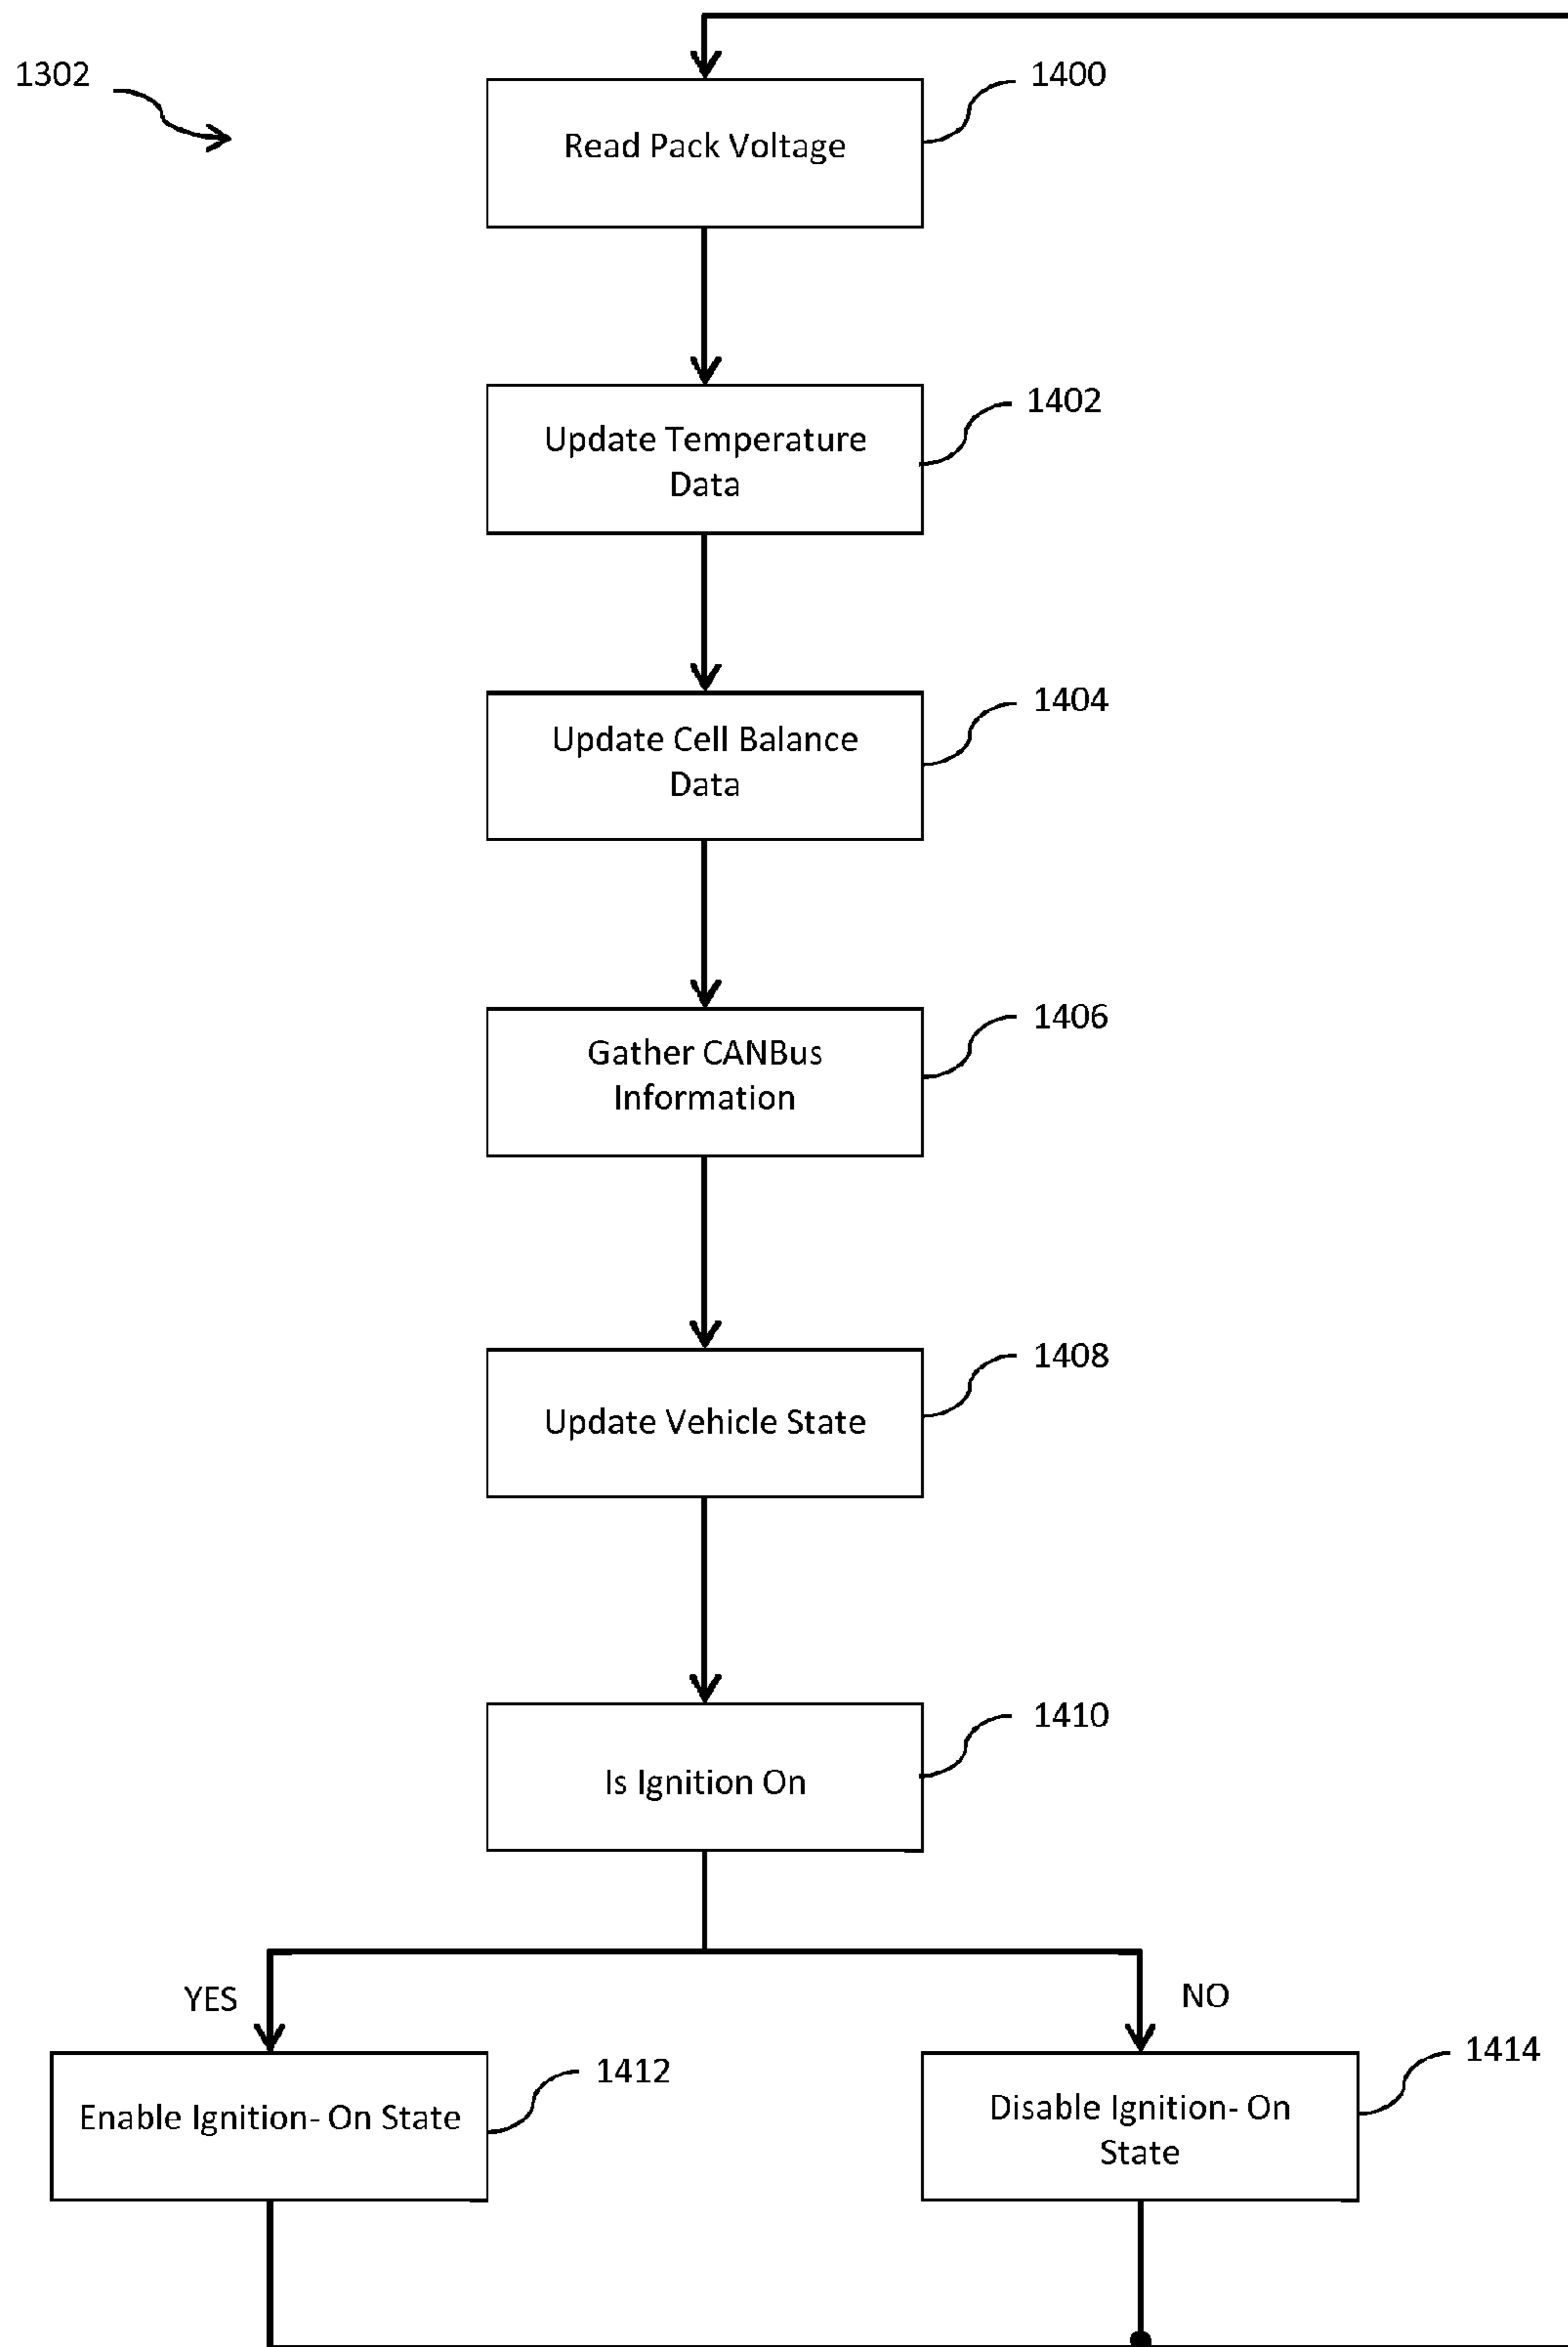 1302
1400
Read Pack Voltage
1402
Update Temperature
Data
1404
Update Cell Balance
Data
1406
Gather CANBus
Information
1408
Update Vehicle State
1410
Is Ignition On
YES
NO
1412
Enable Ignition- On State
1414
Disable Ignition- On
State